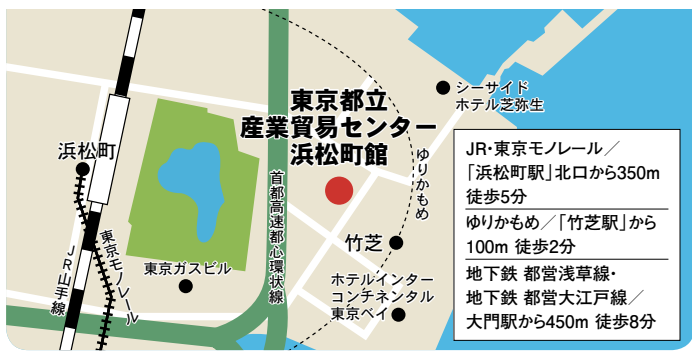 東京都立
産業貿易センター
浜松町館
シーサイド
ホテル芝弥生
浜松町
ゆりかもめ
首都高速都心環状線
竹芝
東京モノレール
JR山手線
東京ガスビル
ホテルインター
コンチネンタル
東京ベイ
JR・東京モノレール／
「浜松町駅」北口から350m
徒歩5分
ゆりかもめ／「竹芝駅」から
100m 徒歩2分
地下鉄 都営浅草線・
地下鉄 都営大江戸線／
大門駅から450m 徒歩8分